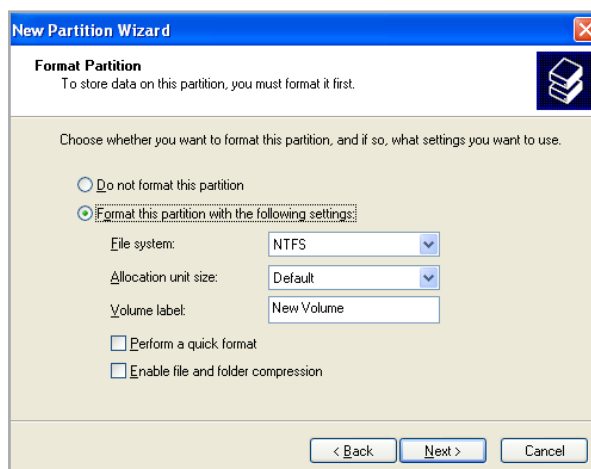 New Partition Wizard
Format Partition
To store data on this partition, you must format it first.
Choose whether you want to format this partition, and if so, what settings you want to use.
Do not format this partition
Format this partition with the following settings:
File system: NTFS
Allocation unit size: Default
Volume label: New Volume
Perform a quick format
Enable file and folder compression
< Back Next > Cancel